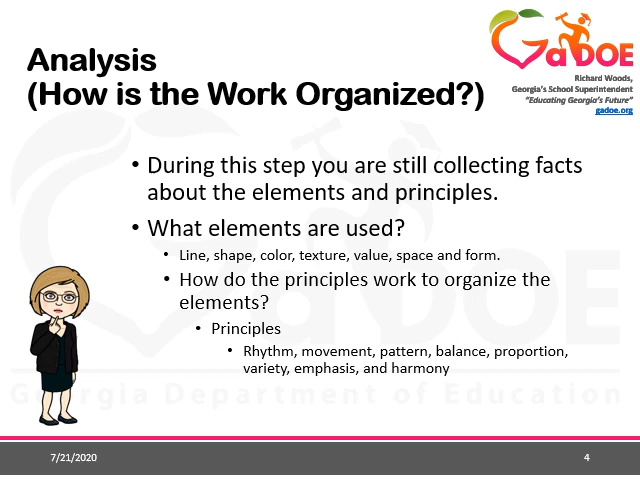 Analysis
(How is the Work Organized?)
GaDOE
Richard Woods,
Georgia's School Superintendent
"Educating Georgia's Future"
gadoe.org
• During this step you are still collecting facts
about the elements and principles.
• What elements are used?
• Line, shape, color, texture, value, space and form.
• How do the principles work to organize the
elements?
• Principles
• Rhythm, movement, pattern, balance, proportion,
variety, emphasis, and harmony
GaDOE
Georgia Department of Education
7/21/2020
4